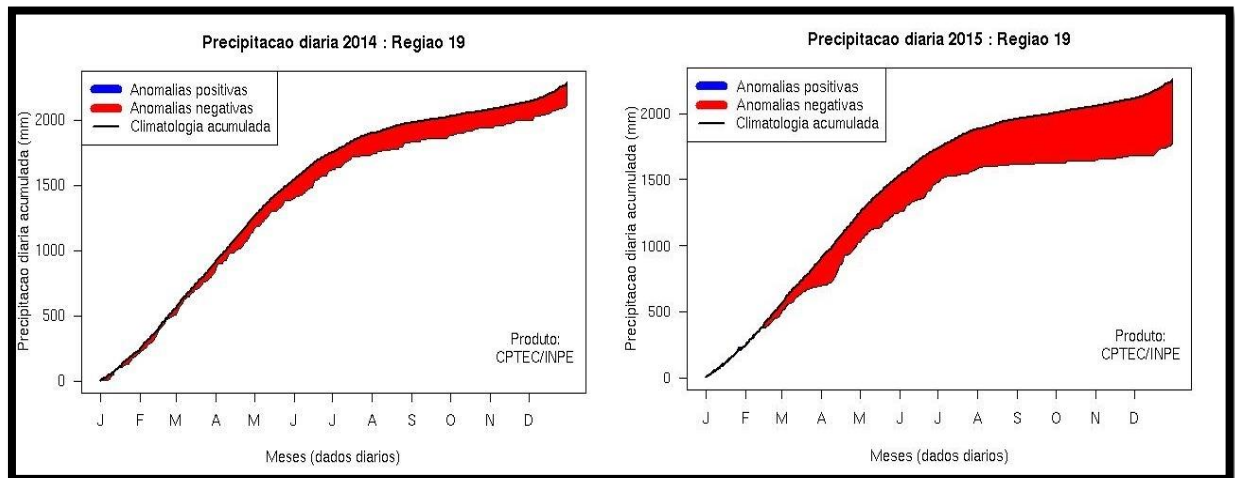 Precipitacao diaria 2014 : Regiao 19
Anomalias positivas
Anomalias negativas
Climatologia acumulada
Precipitacao diaria acumulada (mm)
2000
1500
1000
500
0
Produto:
CPTEC/INPE
J F M A M J J A S O N D
Meses (dados diarios)
Precipitacao diaria 2015 : Regiao 19
Anomalias positivas
Anomalias negativas
Climatologia acumulada
Precipitacao diaria acumulada (mm)
2000
1500
1000
500
0
Produto:
CPTEC/INPE
J F M A M J J A S O N D
Meses (dados diarios)